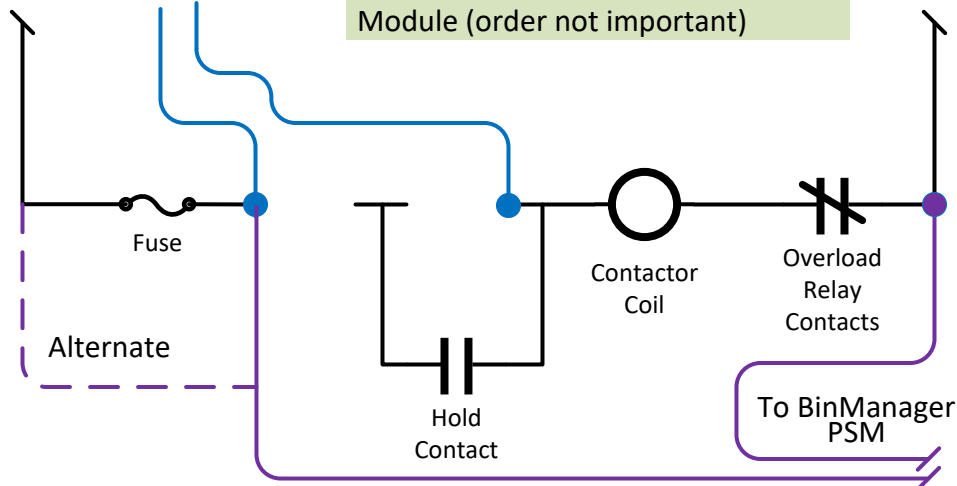 Module (order not important)
Fuse
Contactor
Coil
Overload
Relay
Contacts
Alternate
Hold
Contact
To BinManager
PSM